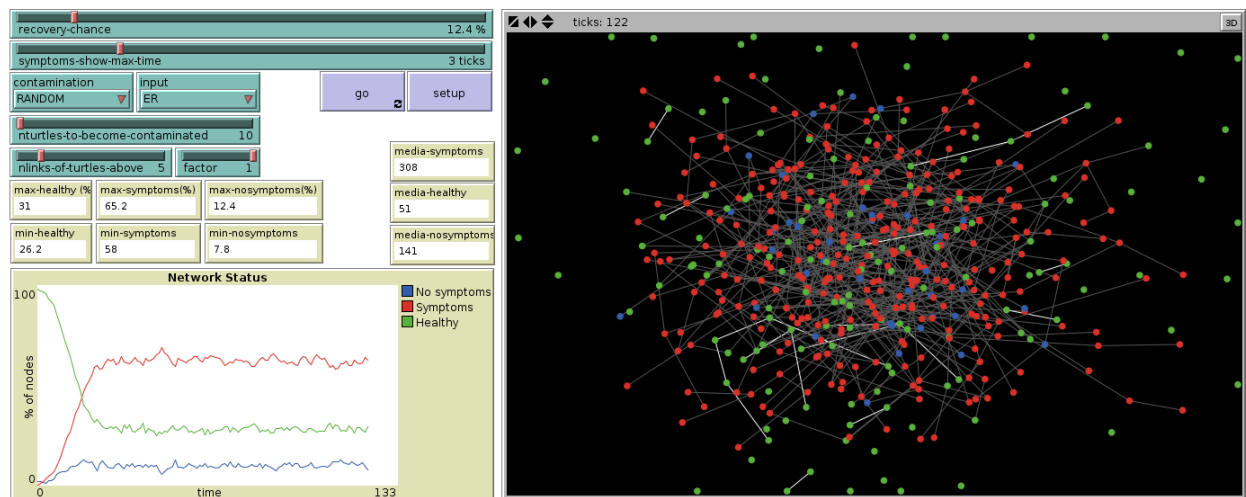 recovery-chance 12.4 %
symptoms-show-max-time 3 ticks
contamination
RANDOM
input
ER
go
setup
nturtles-to-become-contaminated 10
nlinks-of-turtles-above 5
factor 1
media-symptoms
308
media-healthy
51
media-nosymptoms
141
max-healthy (%
31
max-symptoms(%)
65.2
max-nosymptoms(%)
12.4
min-healthy
26.2
min-symptoms
58
min-nosymptoms
7.8
Network Status
100
% of nodes
0
0
time
133
No symptoms
Symptoms
Healthy
ticks: 122
3D